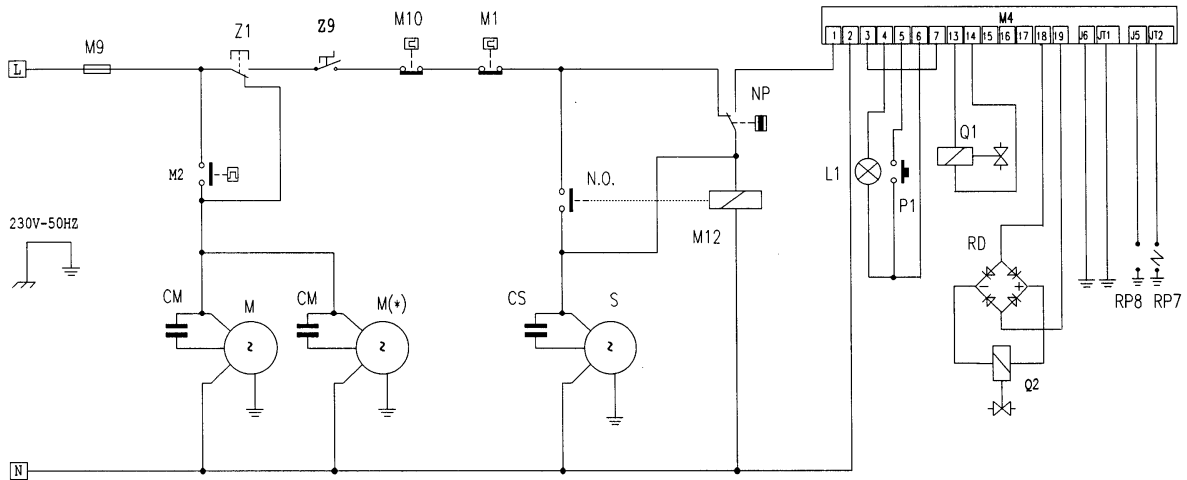 M4
Z1 Z9 M10 M1
M9
1 2 3 4 5 6 7 13 14 15 16 17 18 19 J6 JT1 J5 JT2
L
NP
Q1
M2
N.O.
L1
P1
M12
230V-50HZ
RD
CM M CM M(*) CS S
RP8 RP7
- +
~ ~ ~
Q2
N